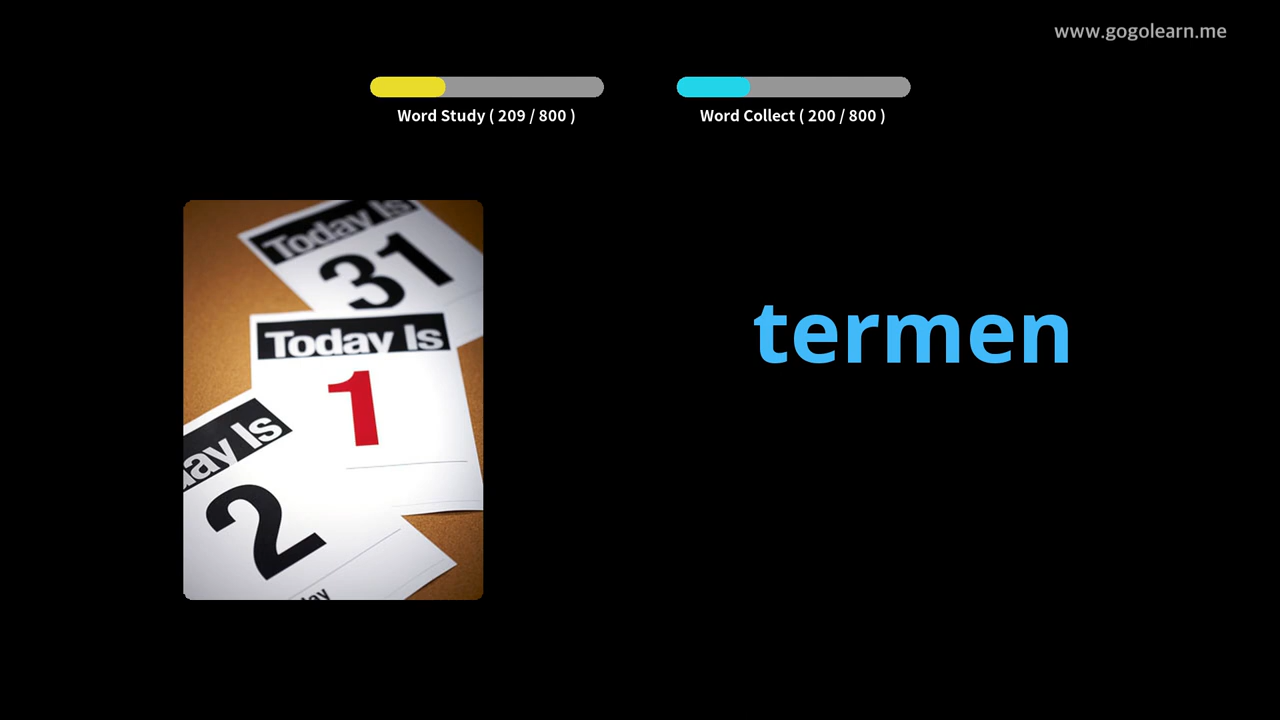 www.gogolearn.me
Word Study ( 209 / 800 )
Word Collect ( 200 / 800 )
Today Is
31
Today Is
1
ay Is
2
ay
termen